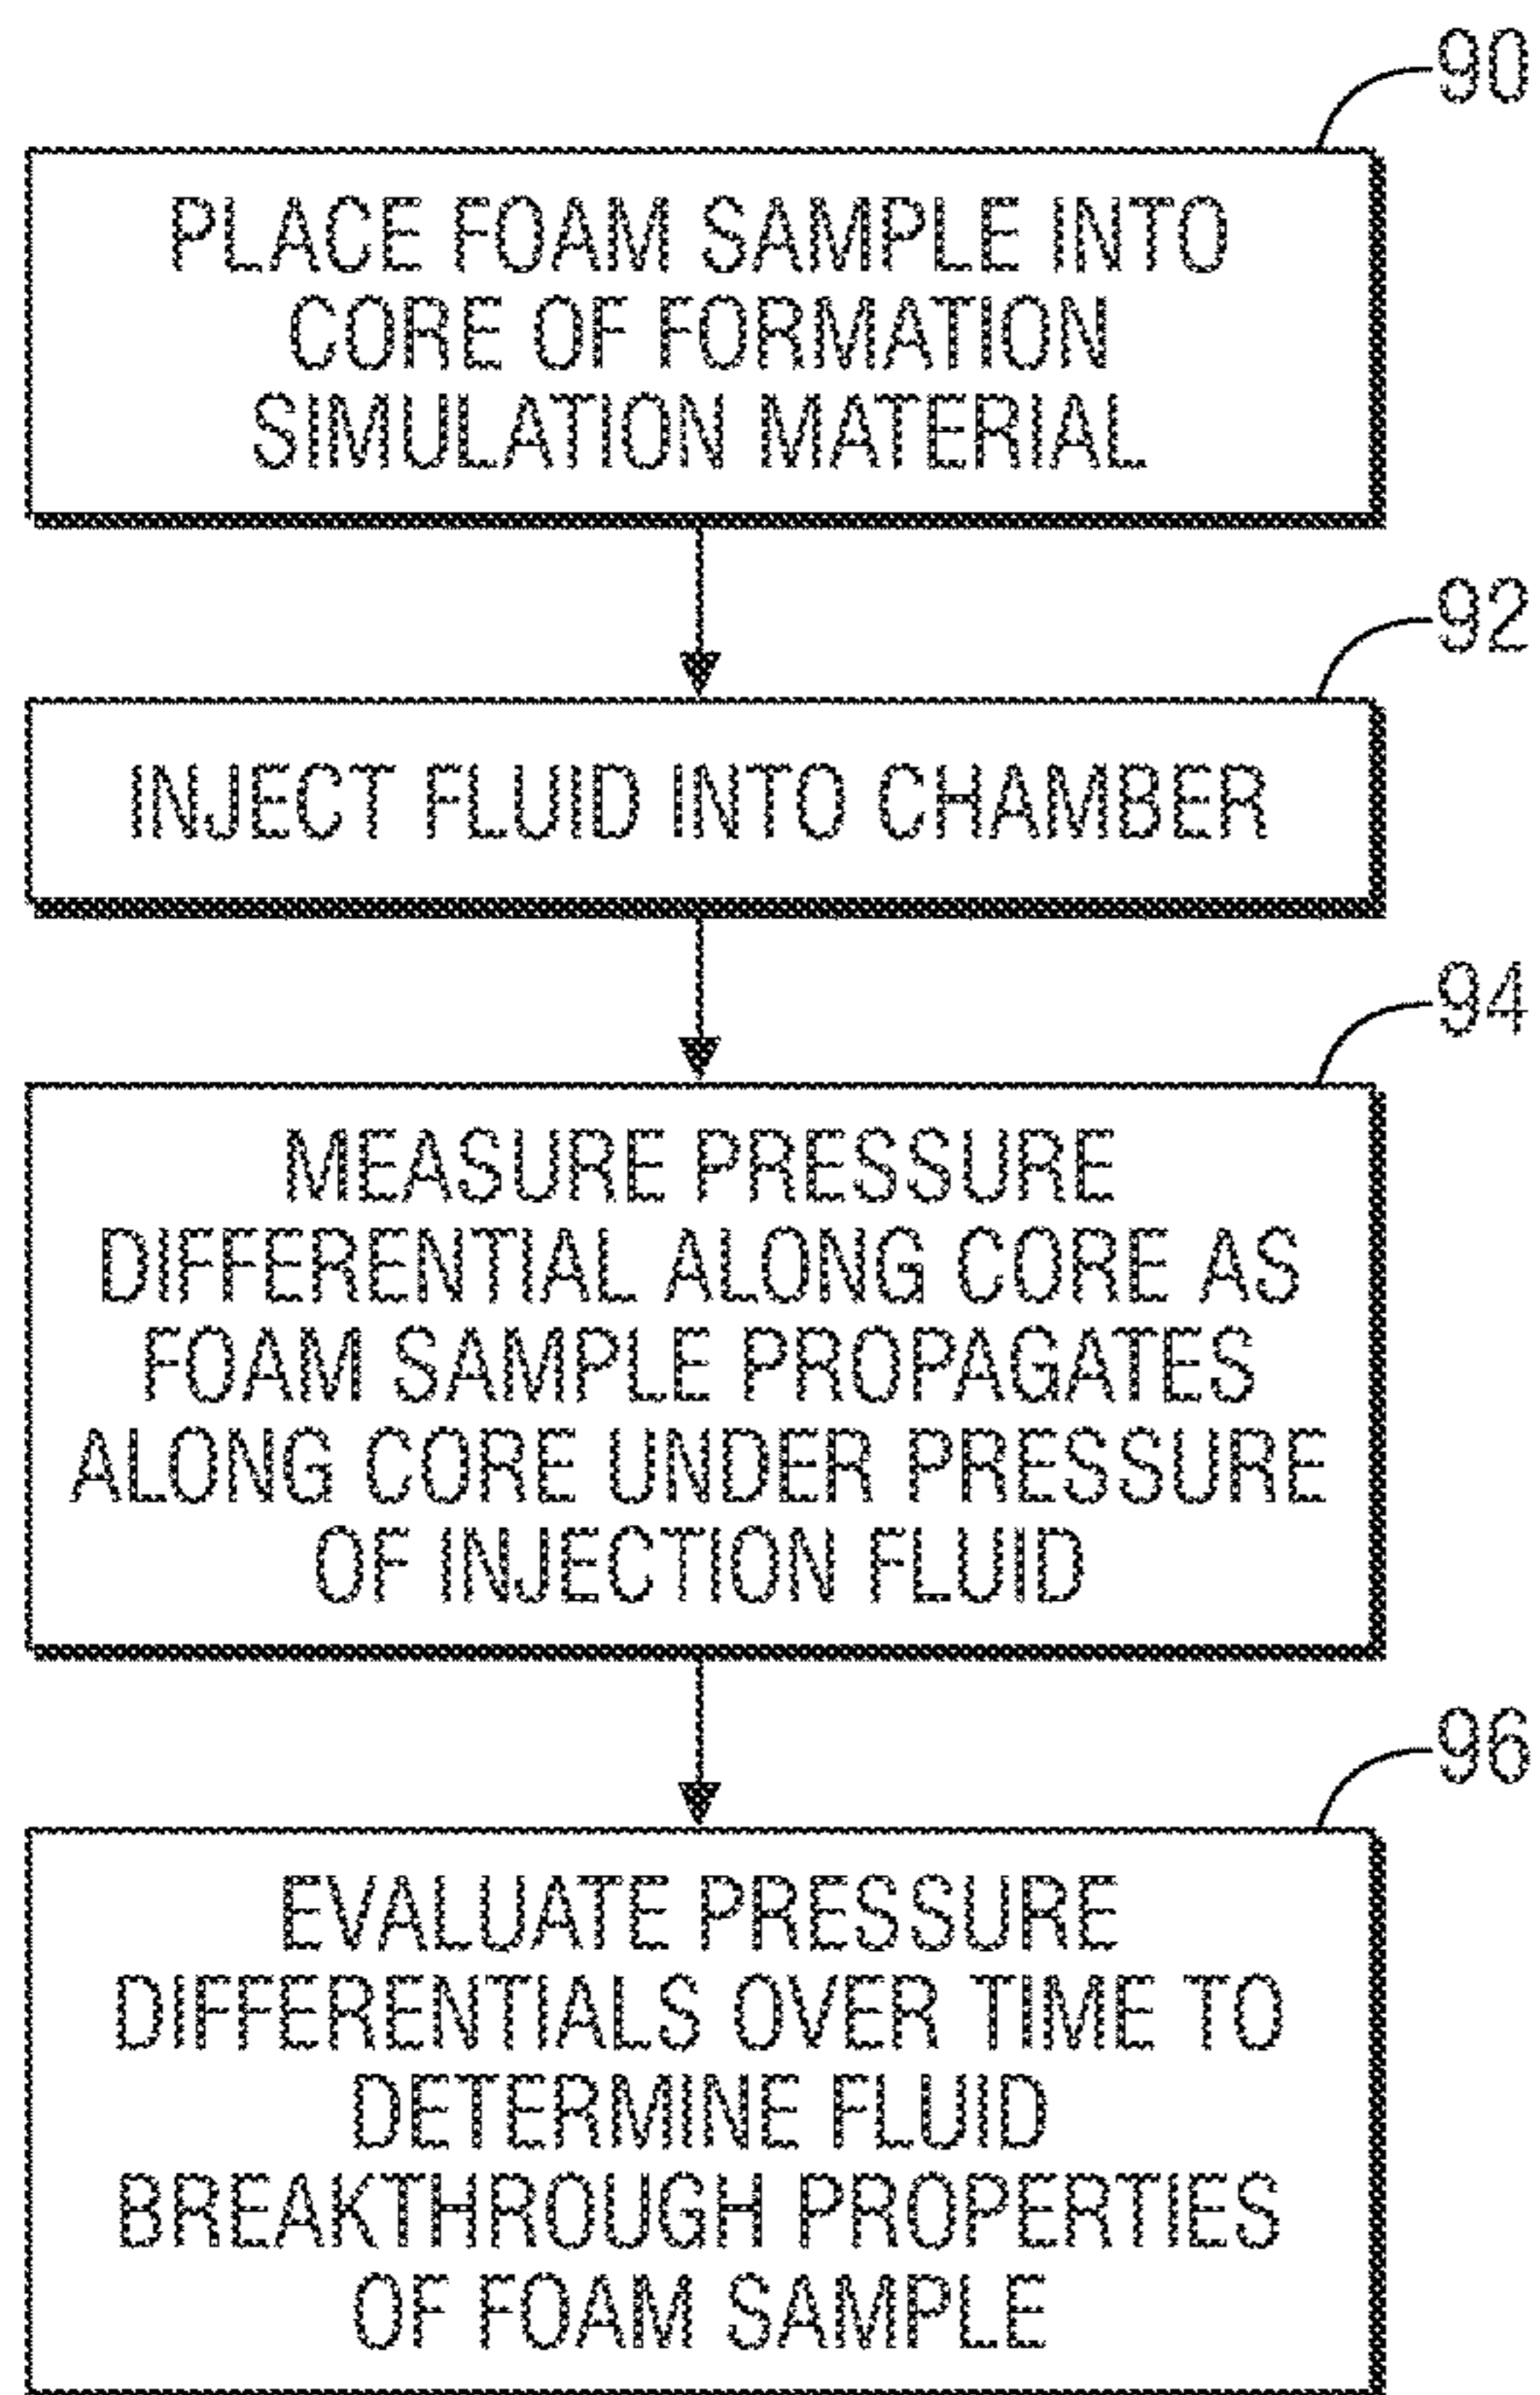 90
PLACE FOAM SAMPLE INTO
CORE OF FORMATION
SIMULATION MATERIAL
92
INJECT FLUID INTO CHAMBER
94
MEASURE PRESSURE
DIFFERENTIAL ALONG CORE AS
FOAM SAMPLE PROPAGATES
ALONG CORE UNDER PRESSURE
OF INJECTION FLUID
96
EVALUATE PRESSURE
DIFFERENTIALS OVER TIME TO
DETERMINE FLUID
BREAKTHROUGH PROPERTIES
OF FOAM SAMPLE